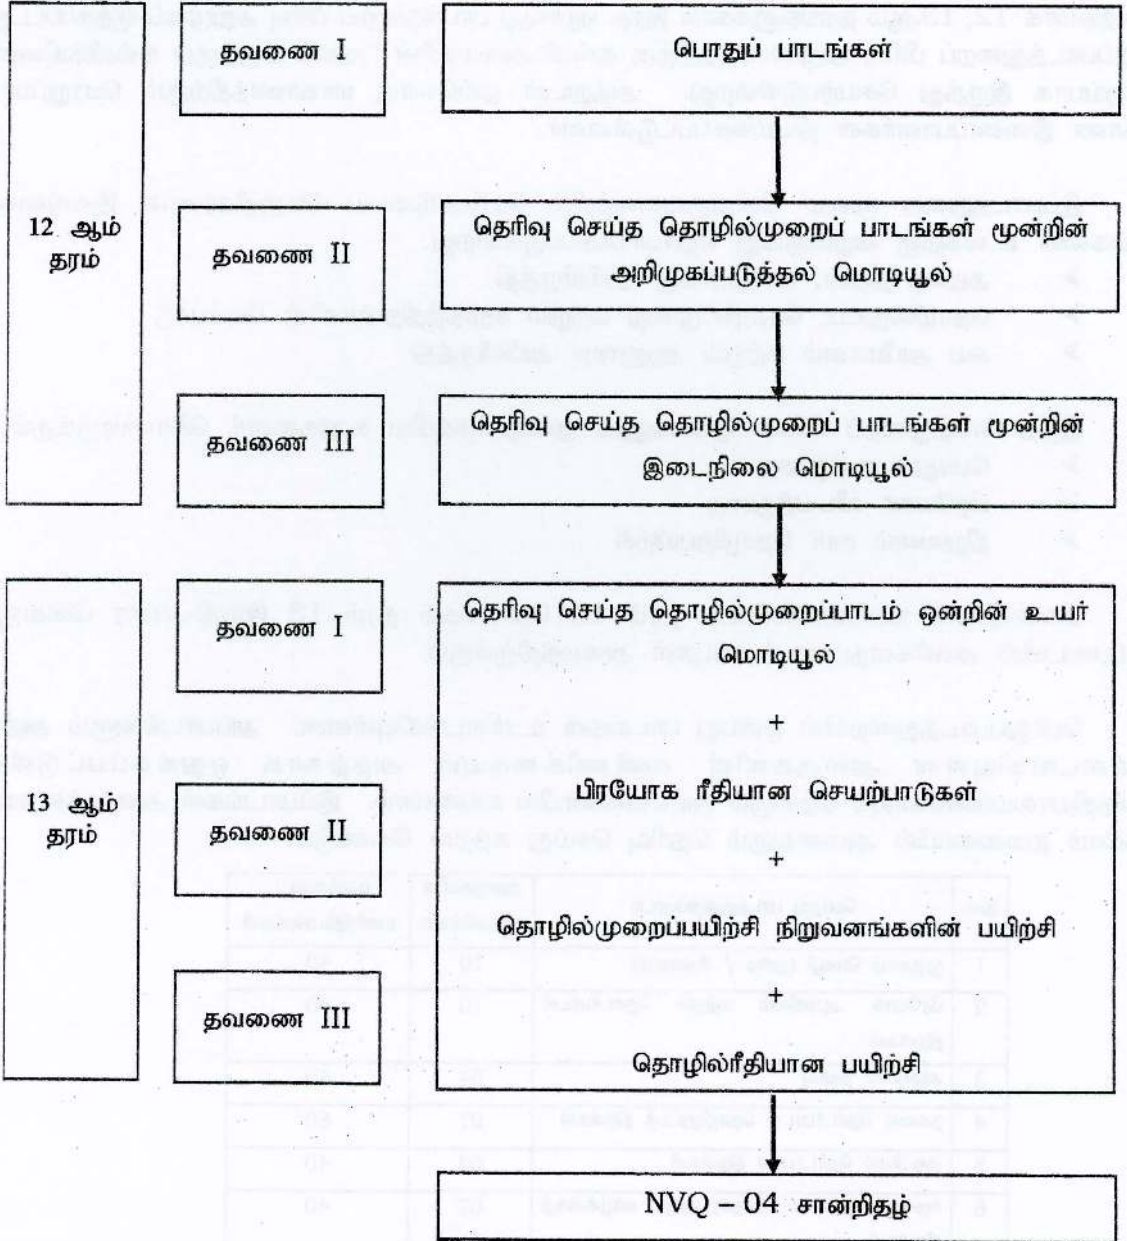 தவணை I
பொதுப் பாடங்கள்
12 ஆம்
தரம்
தவணை II
தெரிவு செய்த தொழில்முறைப் பாடங்கள் மூன்றின்
அறிமுகப்படுத்தல் மொடியூல்
தவணை III
தெரிவு செய்த தொழில்முறைப் பாடங்கள் மூன்றின்
இடைநிலை மொடியூல்
13 ஆம்
தரம்
தவணை I
தவணை II
தவணை III
தெரிவு செய்த தொழில்முறைப்பாடம் ஒன்றின் உயர்
மொடியூல்
+
பிரயோக ரீதியான செயற்பாடுகள்
+
தொழில்முறைப்பயிற்சி நிறுவனங்களின் பயிற்சி
+
தொழில்ரீதியான பயிற்சி
NVQ – 04 சான்றிதழ்